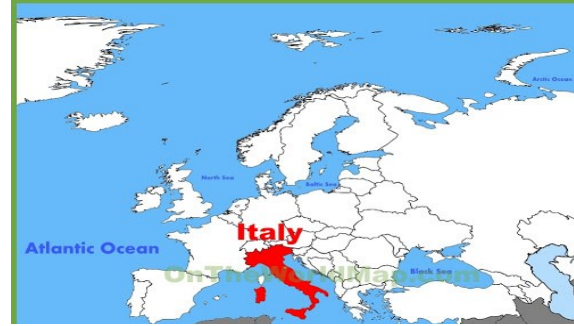 Arctic Ocean
North Sea
Baltic Sea
Italy
Atlantic Ocean
Black Sea
OnTheWorldMap.com